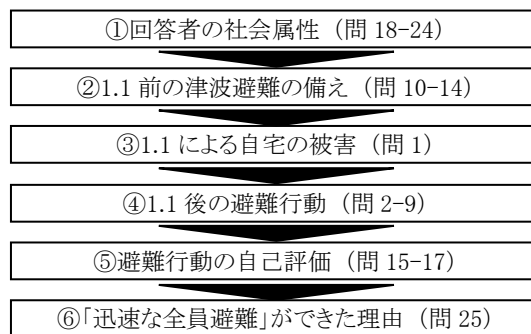 ①回答者の社会属性（問 18-24）
②1.1 前の津波避難の備え（問 10-14）
③1.1 による自宅の被害（問 1）
④1.1 後の避難行動（問 2-9）
⑤避難行動の自己評価（問 15-17）
⑥「迅速な全員避難」ができた理由（問 25）